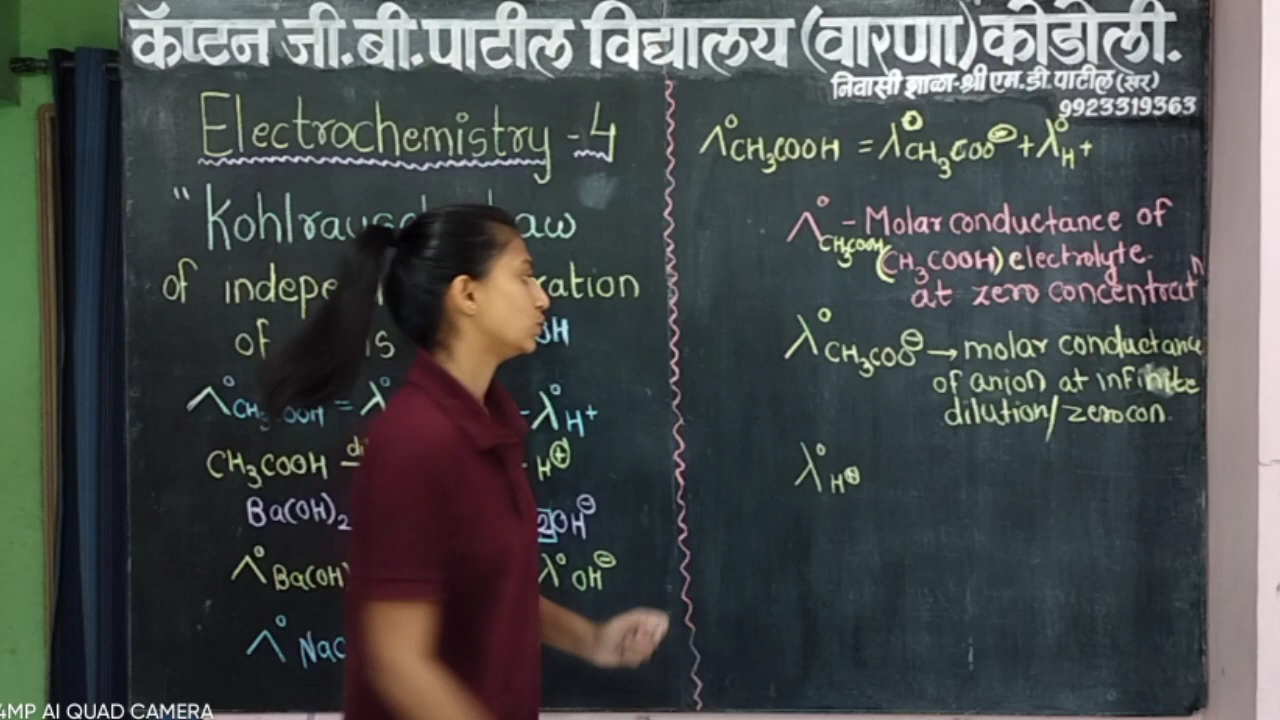 कॅप्टन जी.बी.पाटील विद्यालय (वारणा) कोडोली.
निवासी शाळा-श्री एम.डी.पाटील (सर)
9923319363
Electrochemistry - 4
"Kohlrausch law
of
of
Λ°CH₃COOH = λ° -λ°H⁺
CH₃COOH H⊕
Ba(OH)₂ 2OH⊖
Λ°Ba(OH) λ°OH⊖
Λ°
Λ°CH₃COOH = λ°CH₃COO⊖ + λ°H⁺
Λ°CH₃COOH - Molar conductance of
(CH₃COOH) electrolyte.
at zero concentratⁿ
λ°CH₃COO⊖ → molar conductance
of anion at infinite
dilution/zero con.
λ°H⊕
4MP AI QUAD CAMERA